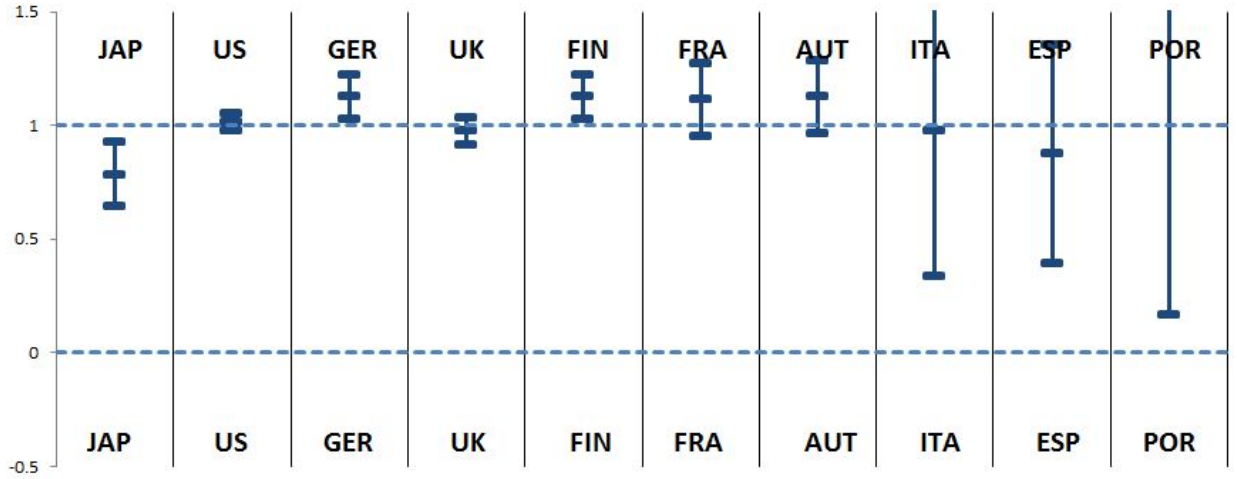 1.5
JAP US GER UK FIN FRA AUT ITA ESP POR
1
0.5
0
JAP US GER UK FIN FRA AUT ITA ESP POR
-0.5